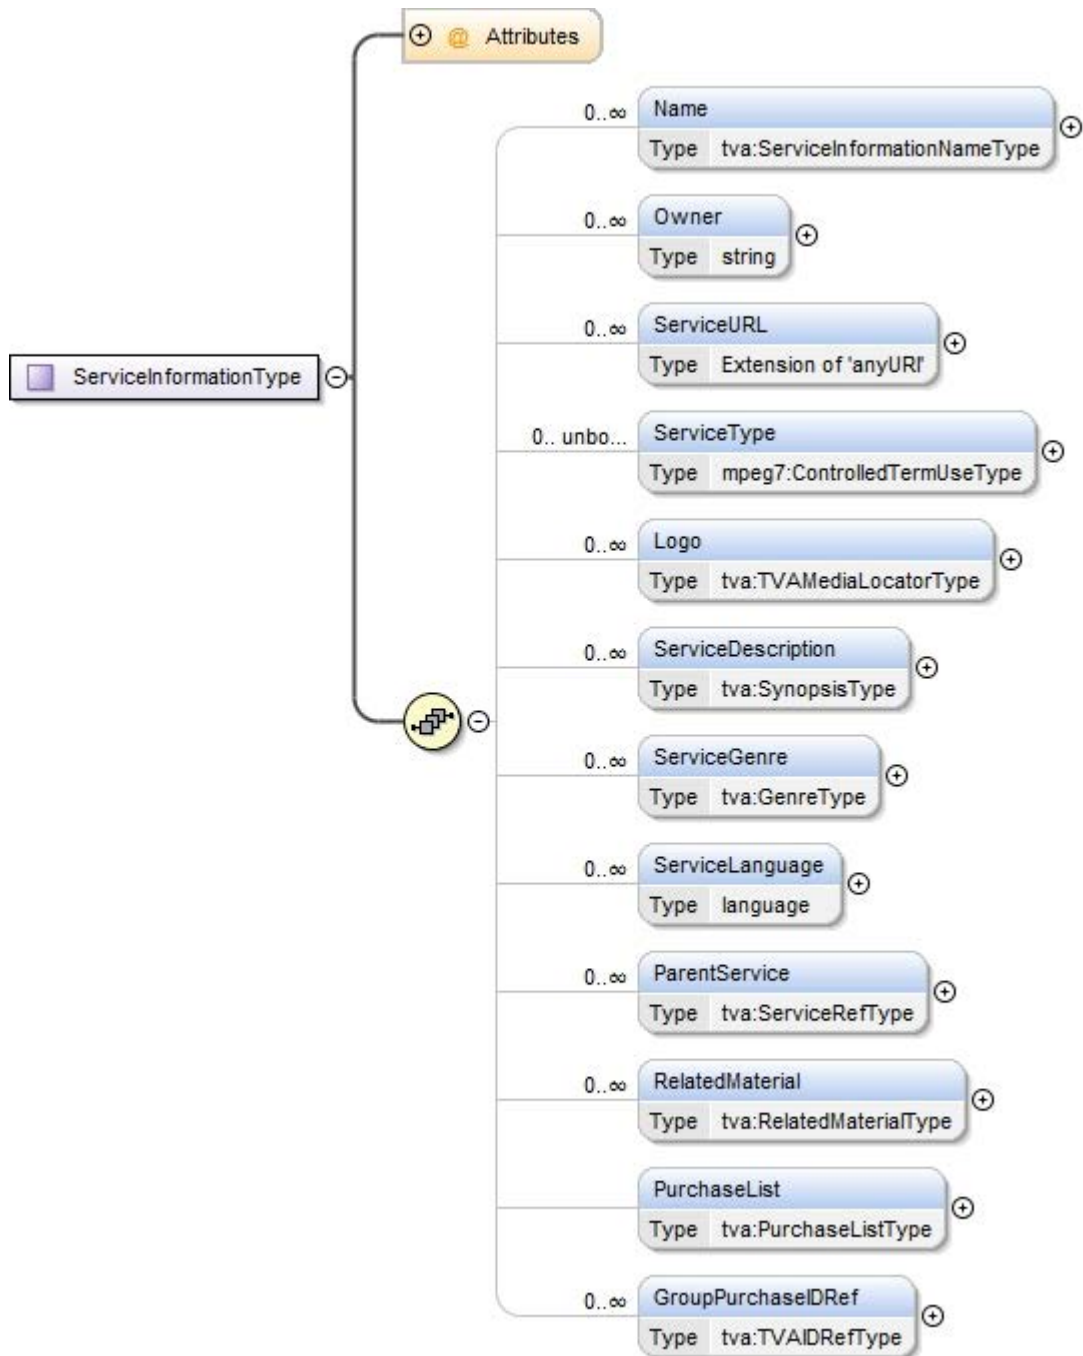 @ Attributes
0..∞ Name
Type tva:ServiceInformationNameType
0..∞ Owner
Type string
0..∞ ServiceURL
Type Extension of 'anyURI'
ServiceInformationType
0.. unbo... ServiceType
Type mpeg7:ControlledTermUseType
0..∞ Logo
Type tva:TVAMediaLocatorType
0..∞ ServiceDescription
Type tva:SynopsisType
0..∞ ServiceGenre
Type tva:GenreType
0..∞ ServiceLanguage
Type language
0..∞ ParentService
Type tva:ServiceRefType
0..∞ RelatedMaterial
Type tva:RelatedMaterialType
PurchaseList
Type tva:PurchaseListType
0..∞ GroupPurchaseIDRef
Type tva:TVAIDRefType